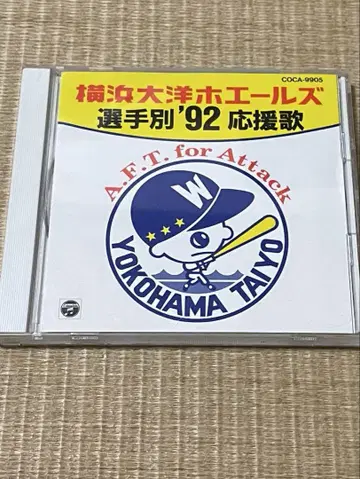 COCA-9905
横浜大洋ホエールズ
選手別'92応援歌
A.F.T. for Attack
W
YOKOHAMA TAIYO